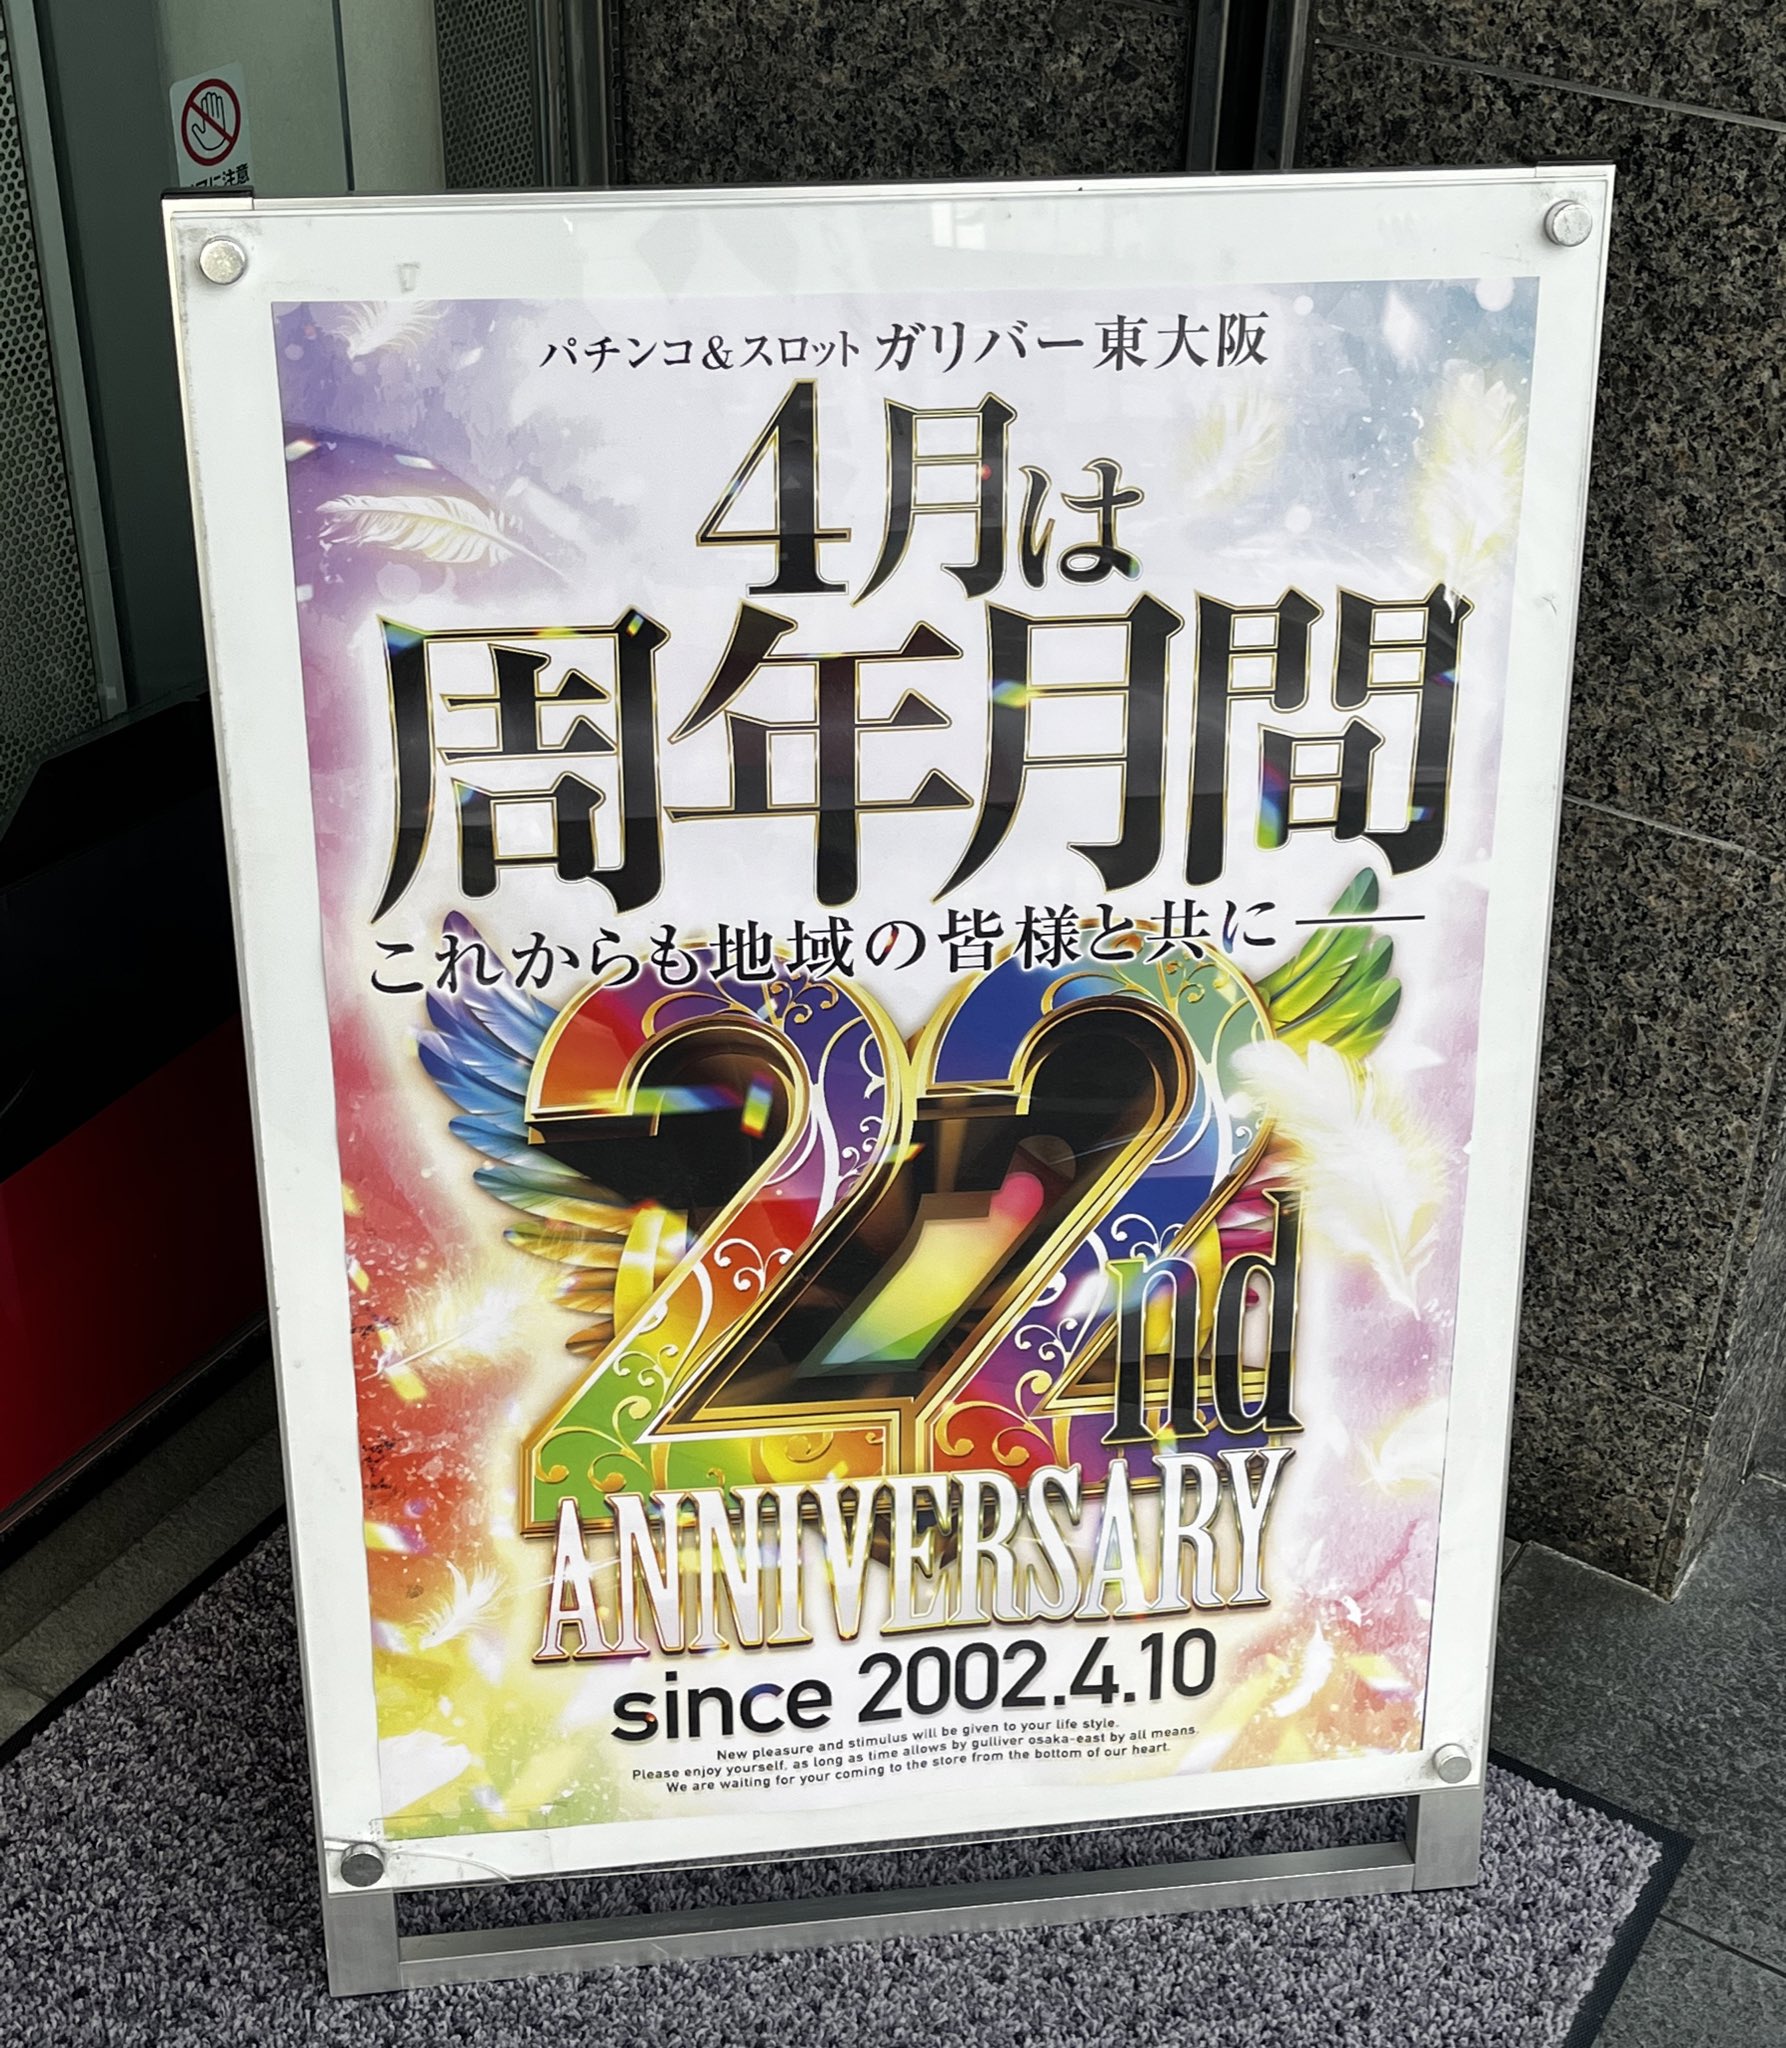 に注意
パチンコ&スロット ガリバー東大阪
4月は
周年月間
これからも地域の皆様と共に――
22nd
ANNIVERSARY
since 2002.4.10
New pleasure and stimulus will be given to your life style.
Please enjoy yourself, as long as time allows by gulliver osaka-east by all means.
We are waiting for your coming to the store from the bottom of our heart.